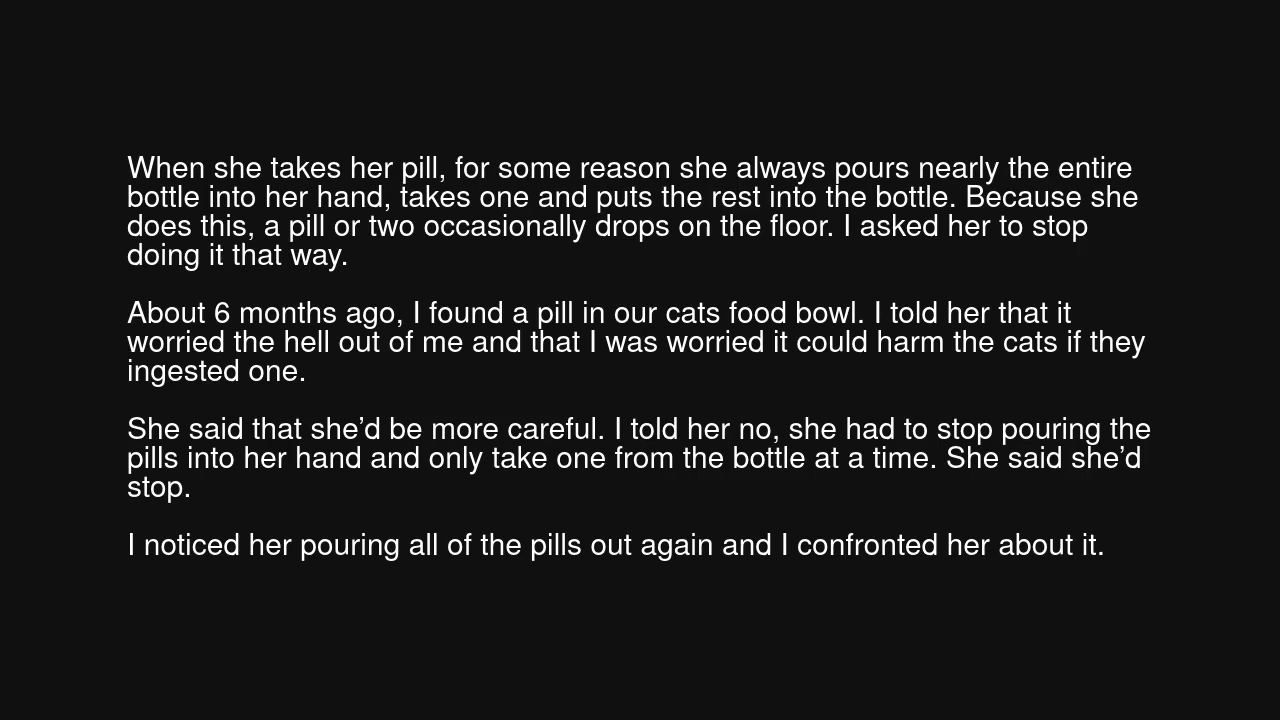 When she takes her pill, for some reason she always pours nearly the entire
bottle into her hand, takes one and puts the rest into the bottle. Because she
does this, a pill or two occasionally drops on the floor. I asked her to stop
doing it that way.
About 6 months ago, I found a pill in our cats food bowl. I told her that it
worried the hell out of me and that I was worried it could harm the cats if they
ingested one.
She said that she’d be more careful. I told her no, she had to stop pouring the
pills into her hand and only take one from the bottle at a time. She said she’d
stop.
I noticed her pouring all of the pills out again and I confronted her about it.